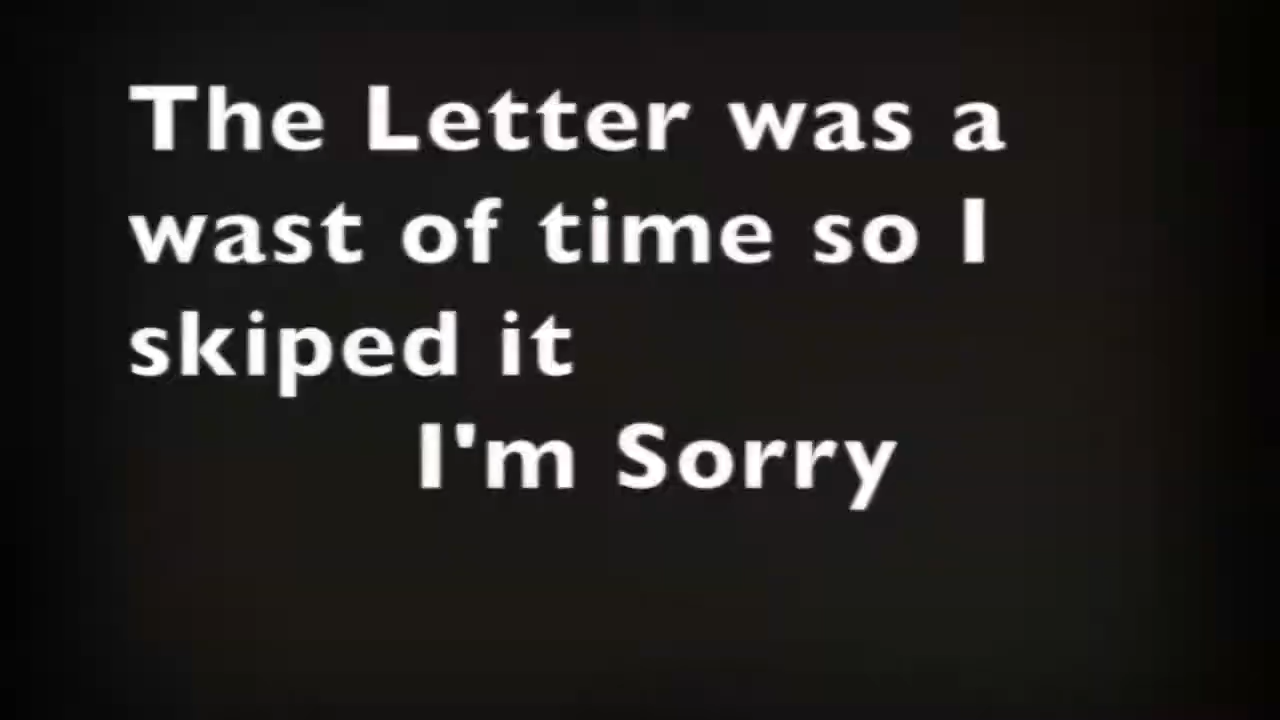 The Letter was a
wast of time so I
skiped it
I'm Sorry